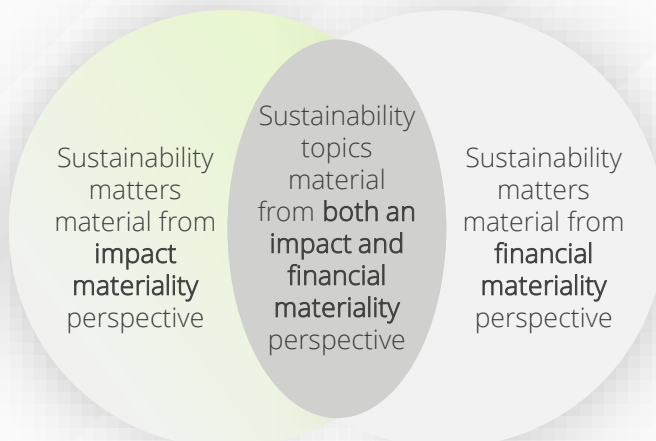 Sustainability
matters
material from
impact
materiality
perspective
Sustainability
topics
material
from both an
impact and
financial
materiality
perspective
Sustainability
matters
material from
financial
materiality
perspective